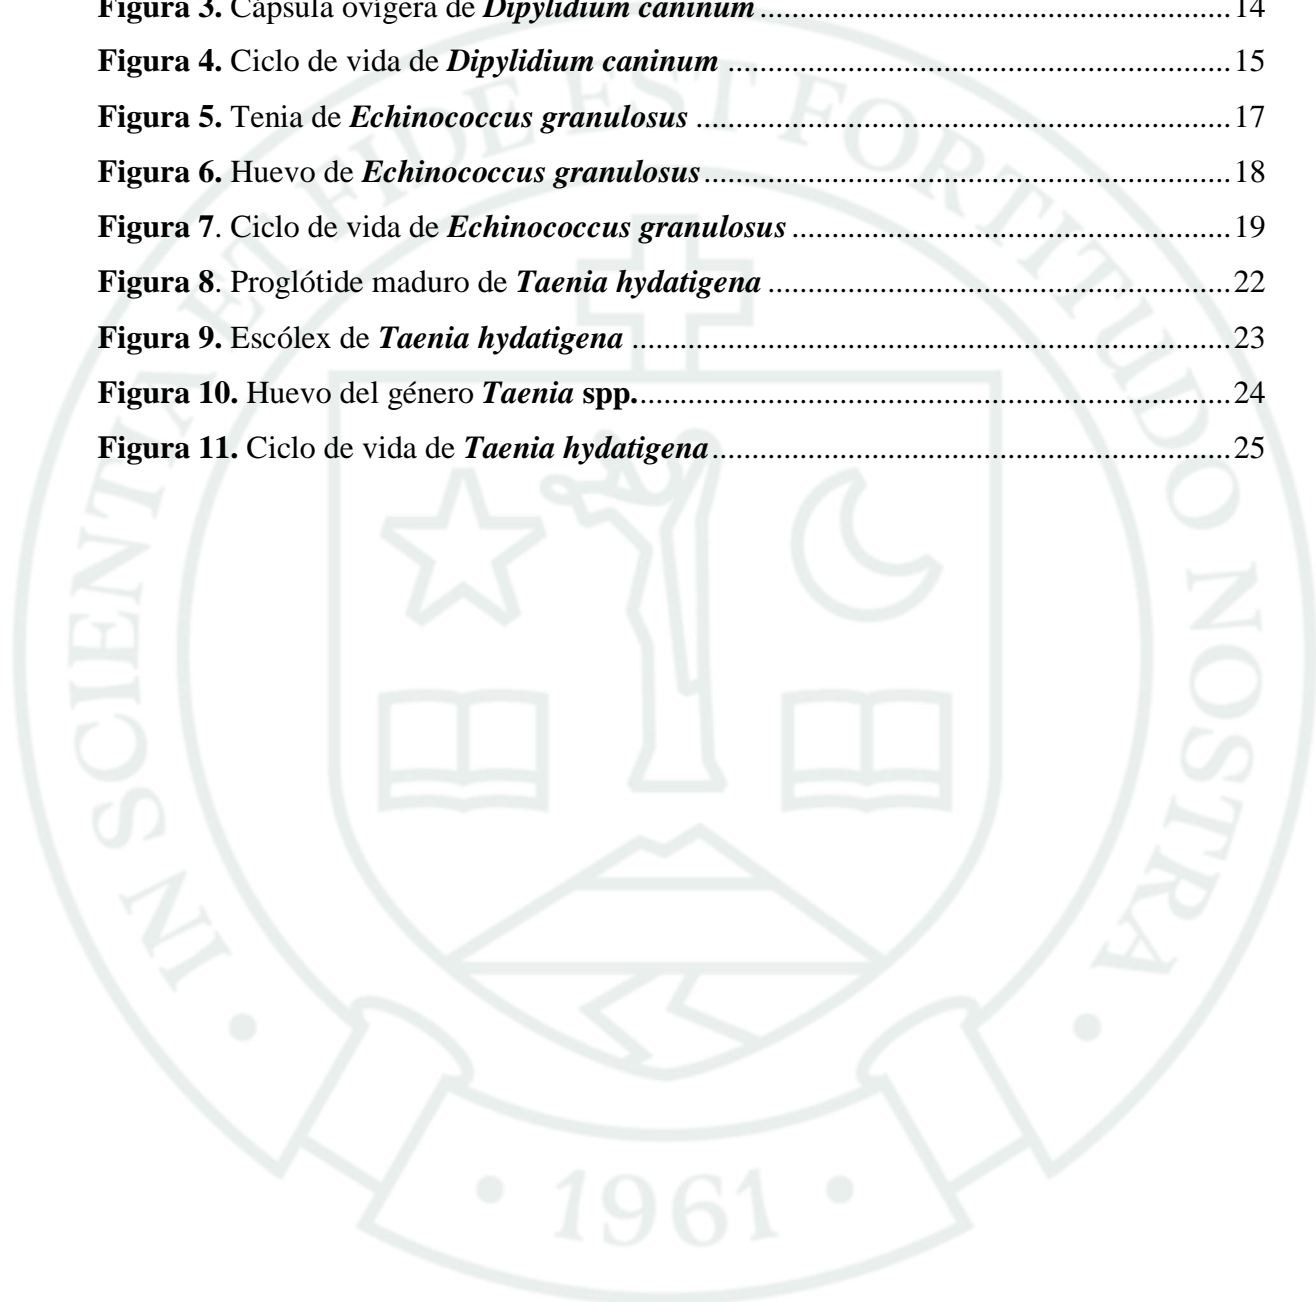 Figura 3. Cápsula ovígera de Dipylidium caninum ........ 14
Figura 4. Ciclo de vida de Dipylidium caninum ........ 15
Figura 5. Tenia de Echinococcus granulosus ........ 17
Figura 6. Huevo de Echinococcus granulosus ........ 18
Figura 7. Ciclo de vida de Echinococcus granulosus ........ 19
Figura 8. Proglótide maduro de Taenia hydatigena ........ 22
Figura 9. Escólex de Taenia hydatigena ........ 23
Figura 10. Huevo del género Taenia spp. ........ 24
Figura 11. Ciclo de vida de Taenia hydatigena ........ 25
IN SCIENTIA ET FIDE EST FORTITUDO NOSTRA
• 1961 •